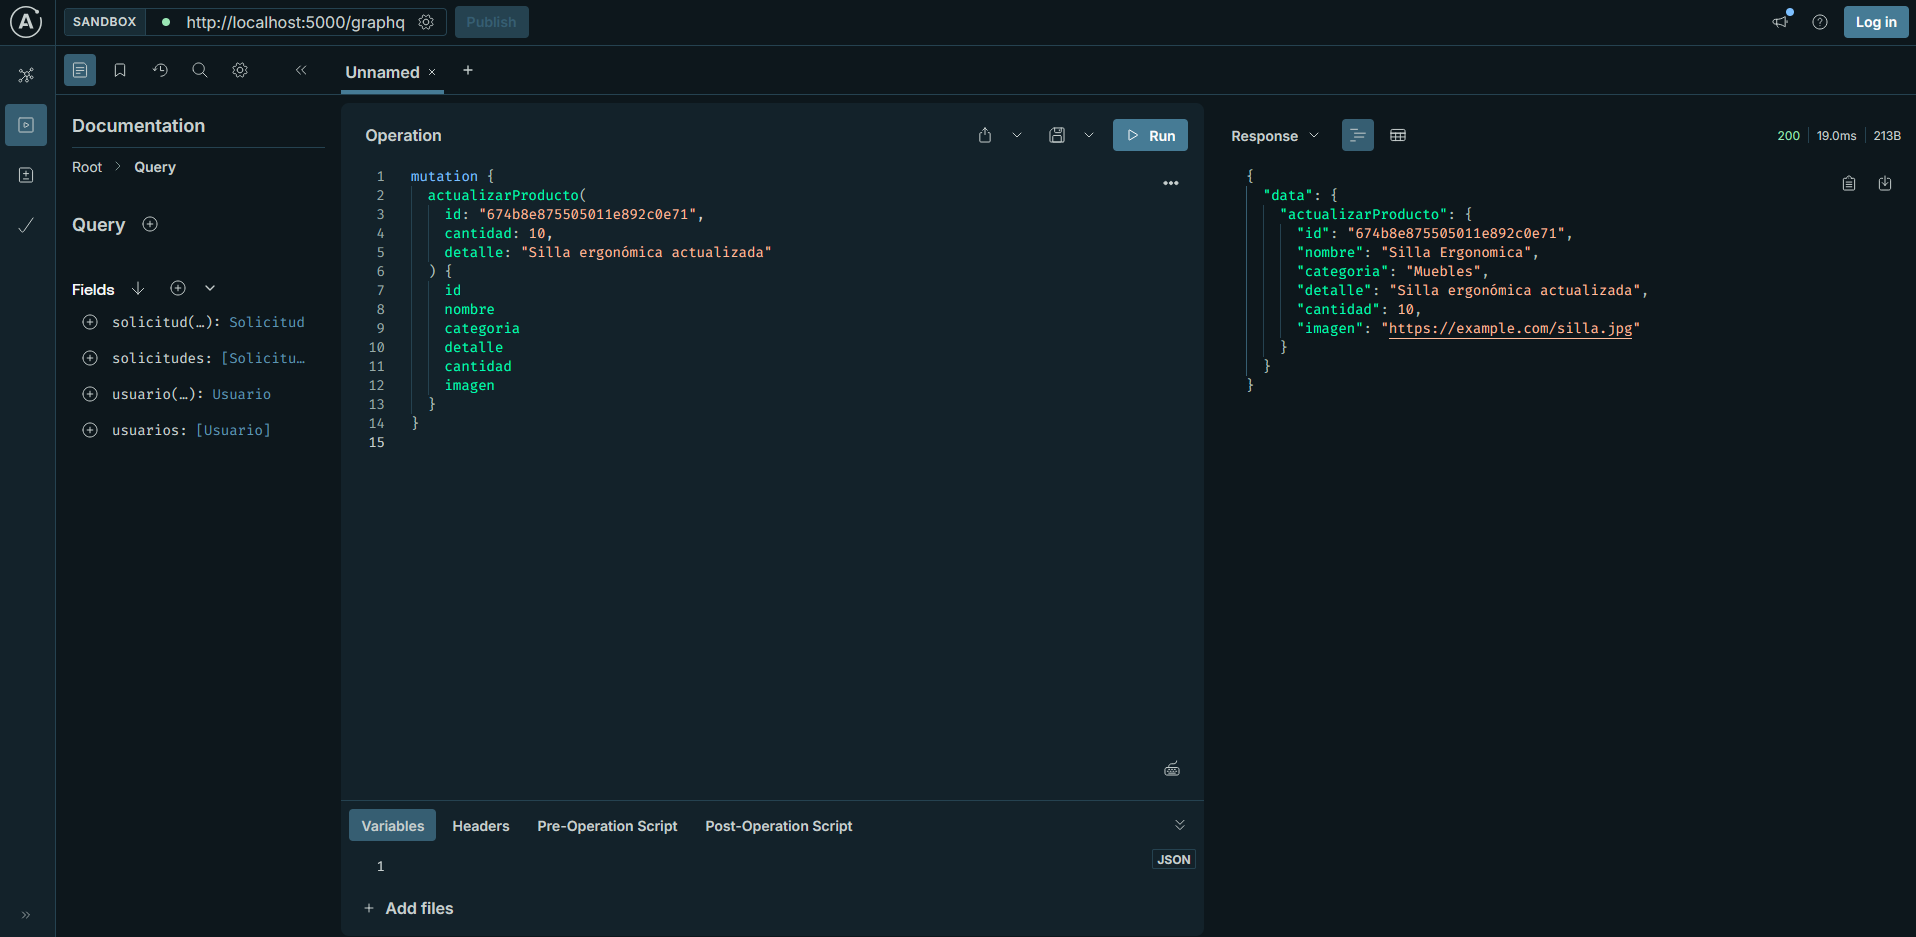 A
SANDBOX
http://localhost:5000/graphq
Publish
Log in
Unnamed
Documentation
Root > Query
Query
Fields
solicitud(…): Solicitud
solicitudes: [Solicitu…
usuario(…): Usuario
usuarios: [Usuario]
Operation
Run
1 mutation {
2 actualizarProducto(
3 id: "674b8e875505011e892c0e71",
4 cantidad: 10,
5 detalle: "Silla ergonómica actualizada"
6 ) {
7 id
8 nombre
9 categoria
10 detalle
11 cantidad
12 imagen
13 }
14 }
15
Variables Headers Pre-Operation Script Post-Operation Script
1
JSON
+ Add files
Response
200 19.0ms 213B
{
"data": {
"actualizarProducto": {
"id": "674b8e875505011e892c0e71",
"nombre": "Silla Ergonomica",
"categoria": "Muebles",
"detalle": "Silla ergonómica actualizada",
"cantidad": 10,
"imagen": "https://example.com/silla.jpg"
}
}
}